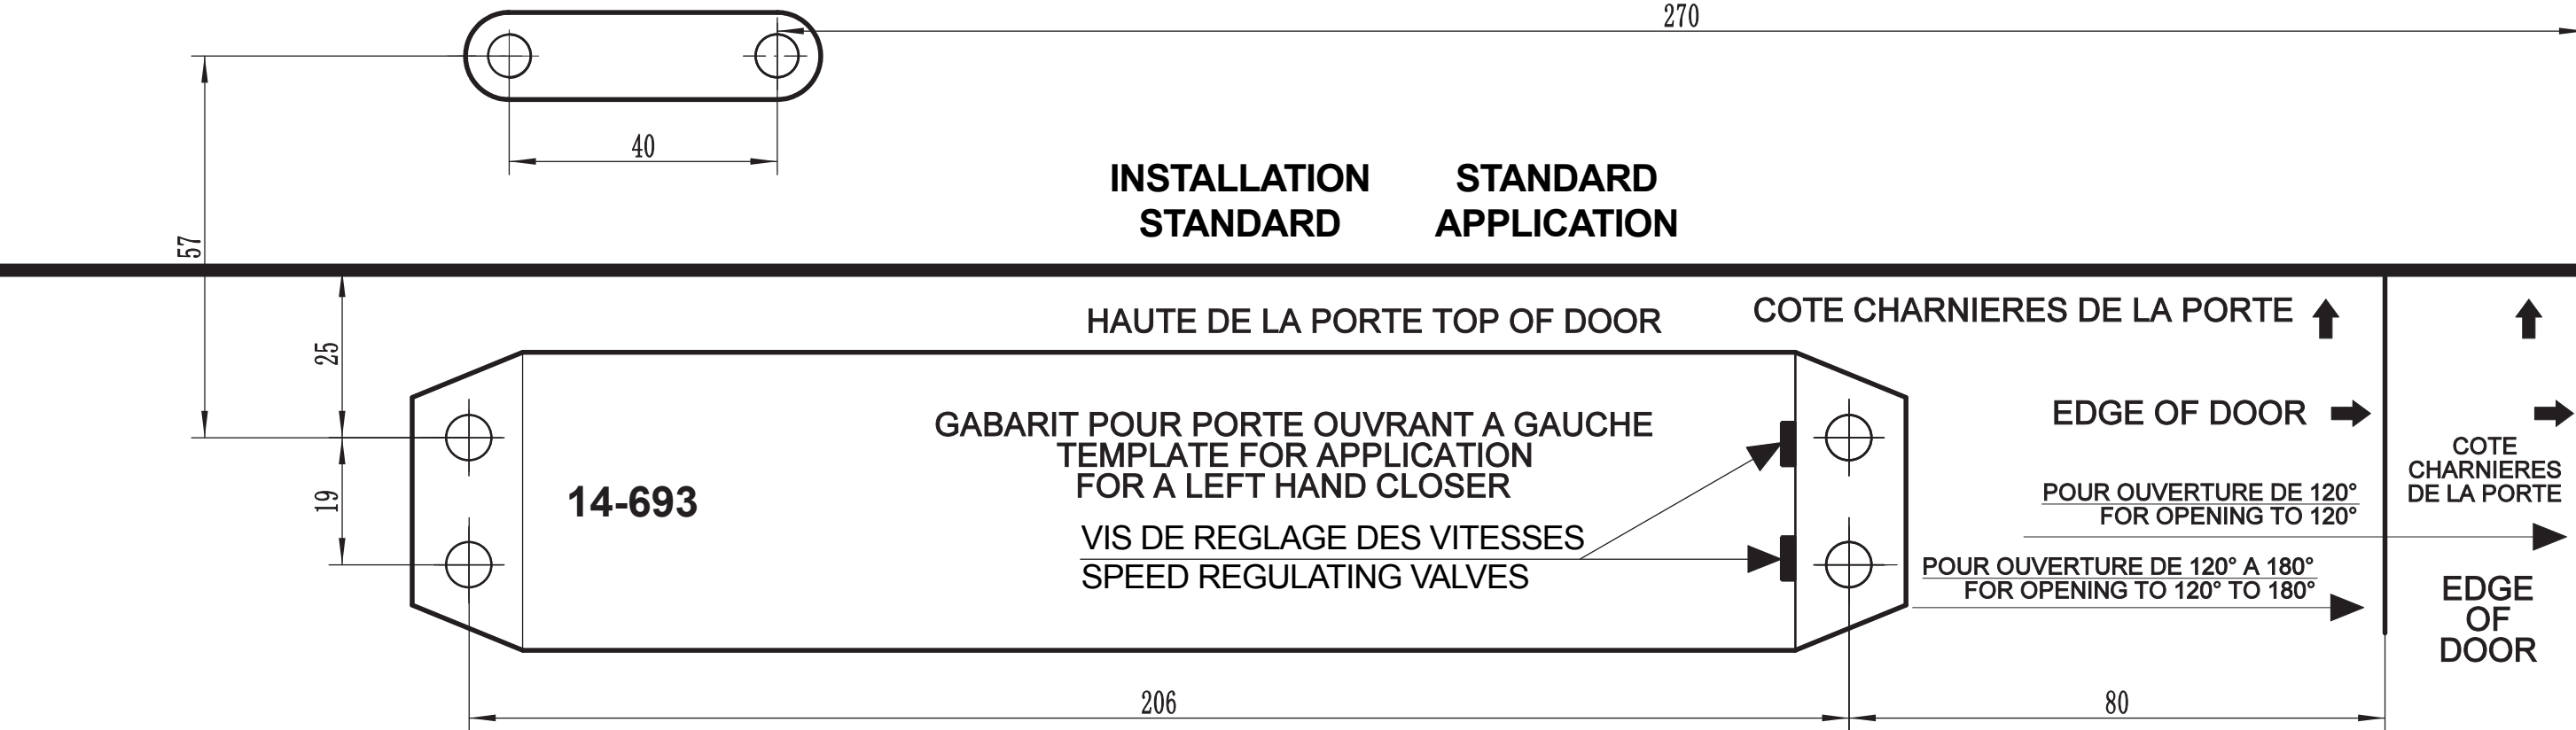 270
40
INSTALLATION STANDARD
STANDARD APPLICATION
57
HAUTE DE LA PORTE TOP OF DOOR
COTE CHARNIERES DE LA PORTE
25
GABARIT POUR PORTE OUVRANT A GAUCHE
TEMPLATE FOR APPLICATION
FOR A LEFT HAND CLOSER
EDGE OF DOOR
COTE
CHARNIERES
DE LA PORTE
19
14-693
POUR OUVERTURE DE 120°
FOR OPENING TO 120°
VIS DE REGLAGE DES VITESSES
SPEED REGULATING VALVES
POUR OUVERTURE DE 120° A 180°
FOR OPENING TO 120° TO 180°
EDGE
OF
DOOR
206
80